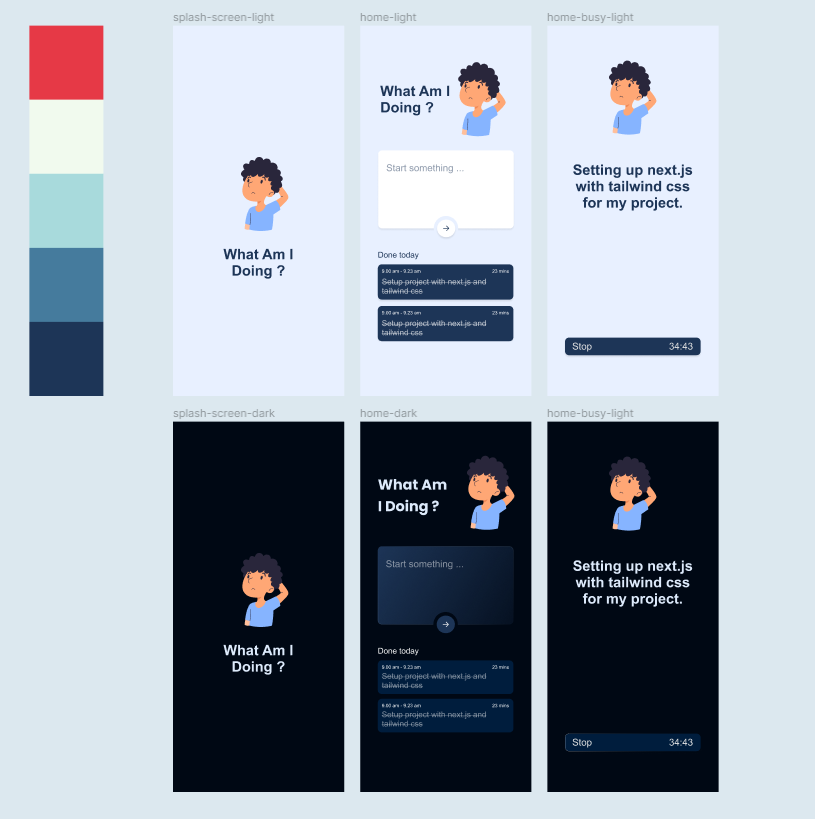 splash-screen-light
home-light
home-busy-light
What Am I
Doing ?
What Am I
Doing ?
Start something ...
Done today
9.00 am - 9.23 am 23 mins
Setup project with next.js and
tailwind css
9.00 am - 9.23 am 23 mins
Setup project with next.js and
tailwind css
Setting up next.js
with tailwind css
for my project.
Stop 34:43
splash-screen-dark
home-dark
home-busy-light
What Am I
Doing ?
What Am
I Doing ?
Start something ...
Done today
9.00 am - 9.23 am 23 mins
Setup project with next.js and
tailwind css
9.00 am - 9.23 am 23 mins
Setup project with next.js and
tailwind css
Setting up next.js
with tailwind css
for my project.
Stop 34:43